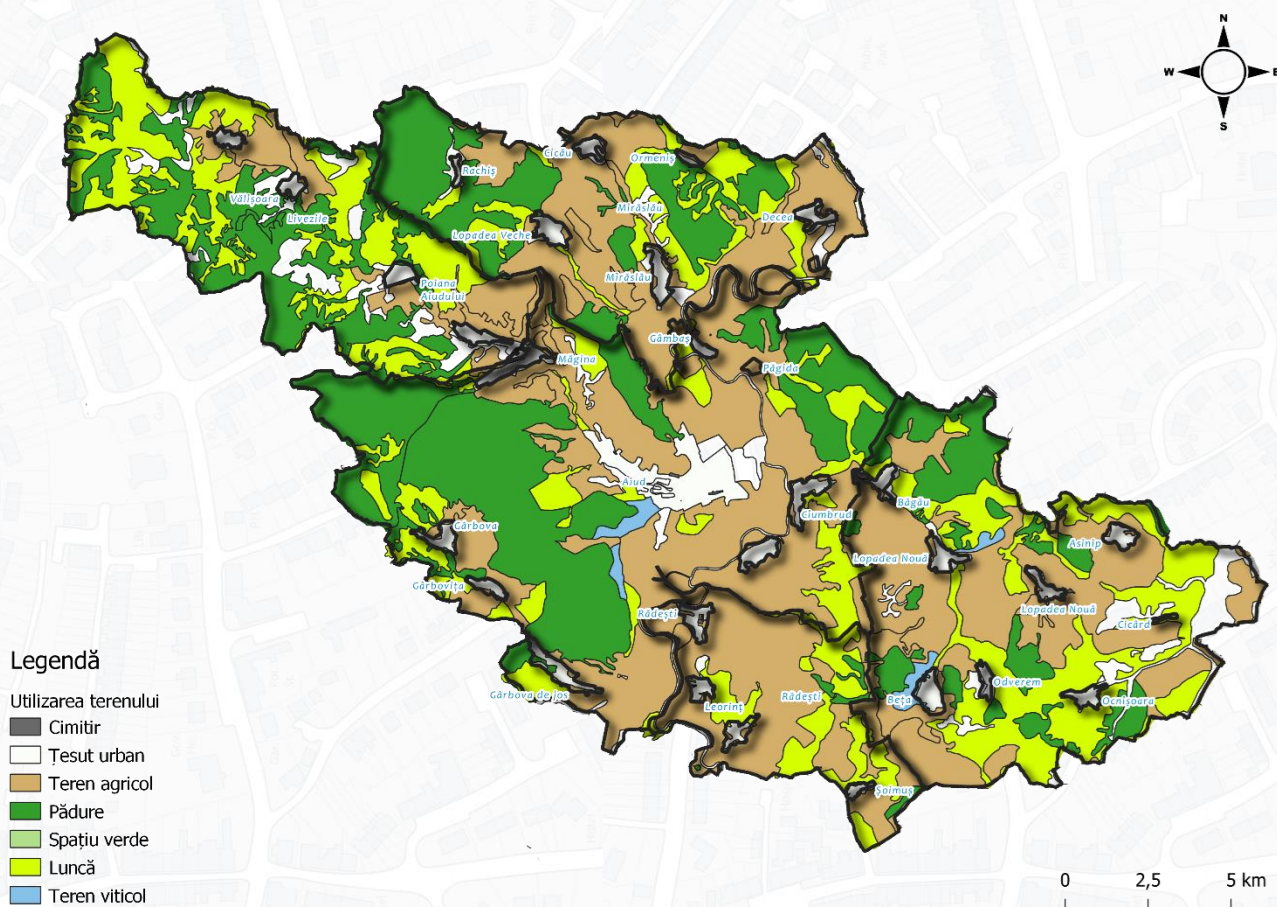 N
W E
S
Cicău
Ormeniș
Rachiș
Vălișoara
Livezile
Mirăslău
Decea
Lopadea Veche
Mirăslău
Poiana
Aiudului
Gâmbaș
Măgina
Păgida
Aiud
Ciumbrud
Băgău
Gârbova
Lopadea Nouă
Asinip
Gârbovița
Rădești
Lopadea Nouă
Cicârd
Gârbova de Jos
Leorinț
Rădești
Beța
Odverem
Ocnișoara
Șoimuș
Legendă
Utilizarea terenului
Cimitir
Țesut urban
Teren agricol
Pădure
Spațiu verde
Luncă
Teren viticol
0 2,5 5 km